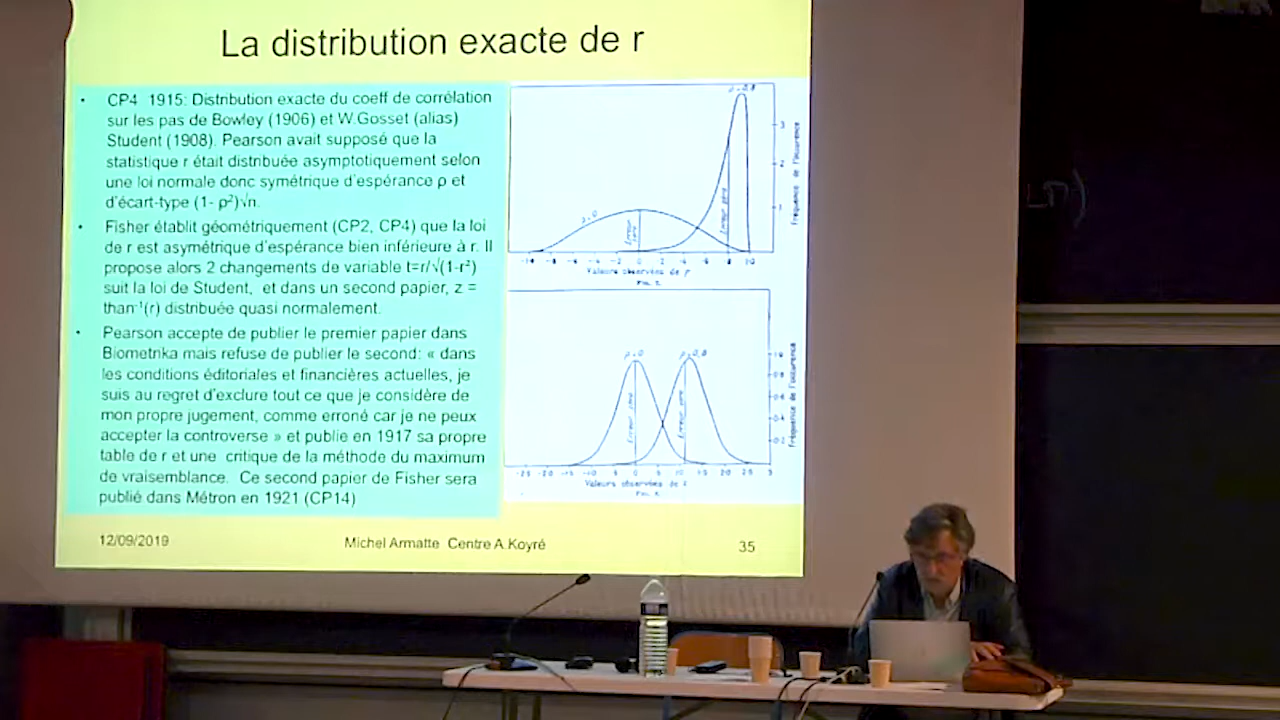 La distribution exacte de r
• CP4 1915: Distribution exacte du coeff de corrélation
sur les pas de Bowley (1906) et W.Gosset (alias)
Student (1908). Pearson avait supposé que la
statistique r était distribuée asymptotiquement selon
une loi normale donc symétrique d'espérance ρ et
d'écart-type (1- ρ²)√n.
• Fisher établit géométriquement (CP2, CP4) que la loi
de r est asymétrique d'espérance bien inférieure à r. Il
propose alors 2 changements de variable t=r/√(1-r²)
suit la loi de Student, et dans un second papier, z =
than⁻¹(r) distribuée quasi normalement.
• Pearson accepte de publier le premier papier dans
Biometrika mais refuse de publier le second: « dans
les conditions éditoriales et financières actuelles, je
suis au regret d'exclure tout ce que je considère de
mon propre jugement, comme erroné car je ne peux
accepter la controverse » et publie en 1917 sa propre
table de r et une critique de la méthode du maximum
de vraisemblance. Ce second papier de Fisher sera
publié dans Métron en 1921 (CP14)
ρ=0
Valeurs observées de r
ρ=0
ρ=0,8
Valeurs observées de
12/09/2019
Michel Armatte Centre A.Koyré
35